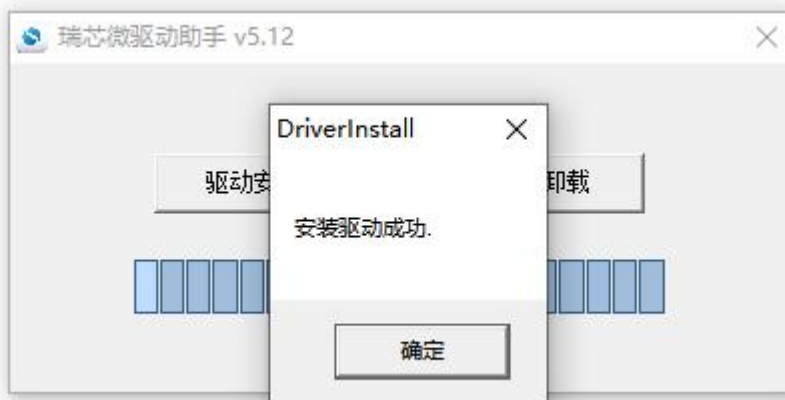 瑞芯微驱动助手 v5.12
DriverInstall
驱动安
卸载
安装驱动成功.
确定